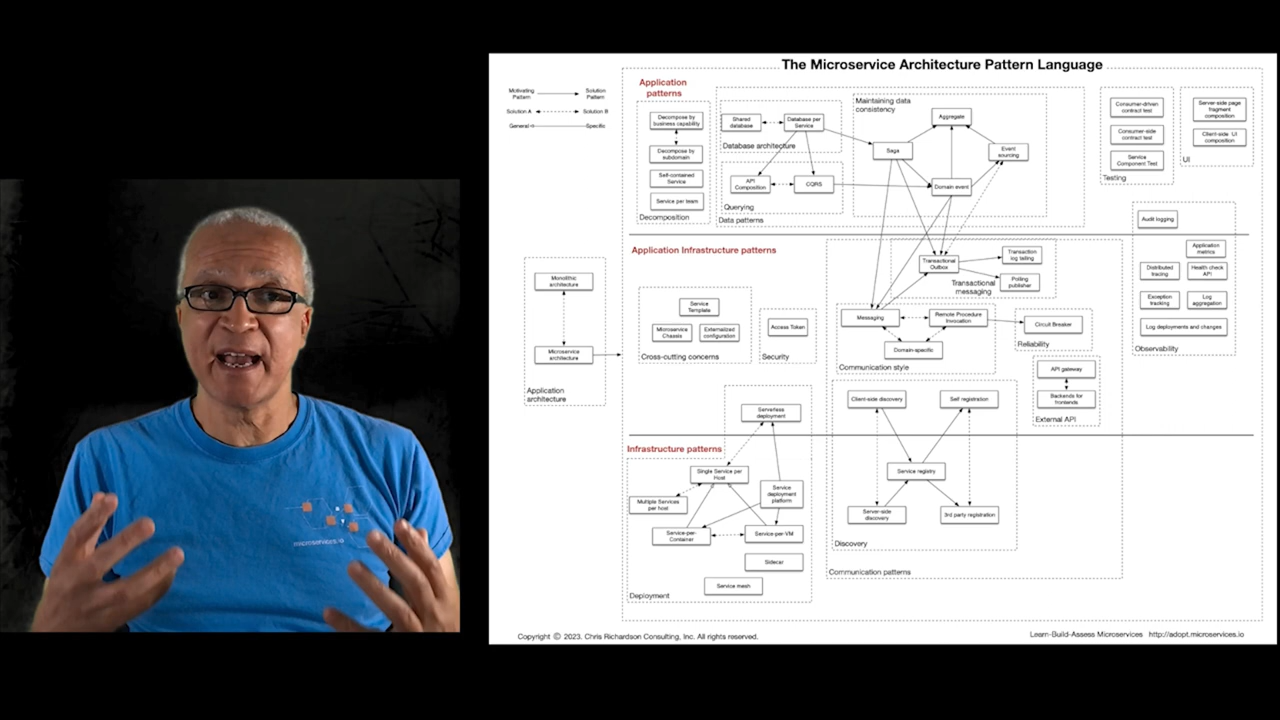 The Microservice Architecture Pattern Language
Motivating
Pattern
Solution
Pattern
Solution A
Solution B
General
Specific
Application
patterns
Decompose by
business capability
Decompose by
subdomain
Self-contained
Service
Service per team
Decomposition
Shared
database
Database per
Service
Database architecture
API
Composition
CQRS
Querying
Data patterns
Maintaining data
consistency
Aggregate
Saga
Event
sourcing
Domain event
Consumer-driven
contract test
Consumer-side
contract test
Service
Component Test
Testing
Server-side page
fragment
composition
Client-side UI
composition
UI
Application Infrastructure patterns
Monolithic
architecture
Microservice
architecture
Application
architecture
Service
Template
Microservice
Chassis
Externalized
configuration
Cross-cutting concerns
Access Token
Security
Transactional
Outbox
Transaction
log tailing
Polling
publisher
Transactional
messaging
Messaging
Remote Procedure
Invocation
Domain-specific
Communication style
Circuit Breaker
Reliability
API gateway
Backends for
frontends
External API
Audit logging
Application
metrics
Distributed
tracing
Health check
API
Exception
tracking
Log
aggregation
Log deployments and changes
Observability
Infrastructure patterns
Serverless
deployment
Single Service per
Host
Multiple Services
per host
Service
deployment
platform
Service-per-
Container
Service-per-VM
Sidecar
Service mesh
Deployment
Client-side discovery
Self registration
Service registry
Server-side
discovery
3rd party registration
Discovery
Communication patterns
microservices.io
Copyright © 2023. Chris Richardson Consulting, Inc. All rights reserved.
Learn-Build-Assess Microservices http://adopt.microservices.io